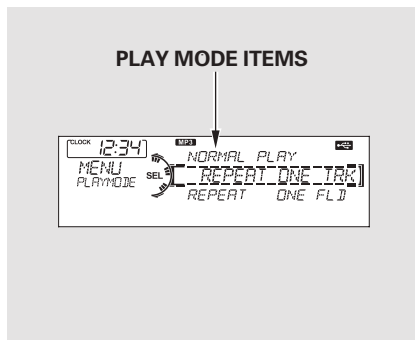 PLAY MODE ITEMS
CLOCK 12:34 MP3
NORMAL PLAY
MENU
PLAYMODE
SEL
REPEAT ONE TRK
REPEAT ONE FLD